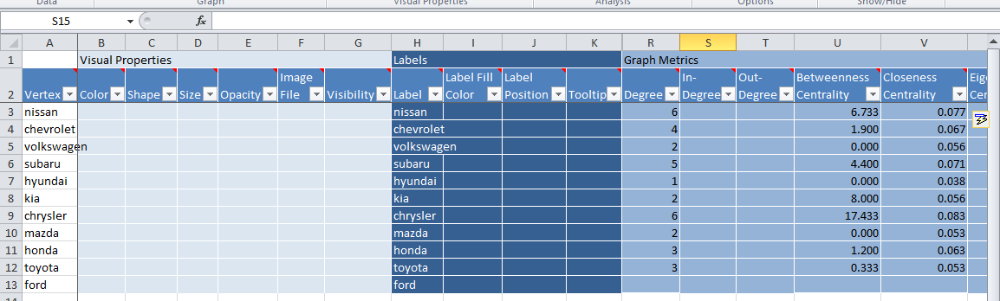 Data Graph Visual Properties Analysis Options Show/Hide
S15 fx
A B C D E F G H I J K R S T U V
1 Visual Properties Labels Graph Metrics
Image Label Fill Label In- Out- Betweenness Closeness Eige
2 Vertex Color Shape Size Opacity File Visibility Label Color Position Tooltip Degree Degree Degree Centrality Centrality Cen
3 nissan nissan 6 6.733 0.077
4 chevrolet chevrolet 4 1.900 0.067
5 volkswagen volkswagen 2 0.000 0.056
6 subaru subaru 5 4.400 0.071
7 hyundai hyundai 1 0.000 0.038
8 kia kia 2 8.000 0.056
9 chrysler chrysler 6 17.433 0.083
10 mazda mazda 2 0.000 0.053
11 honda honda 3 1.200 0.063
12 toyota toyota 3 0.333 0.053
13 ford ford